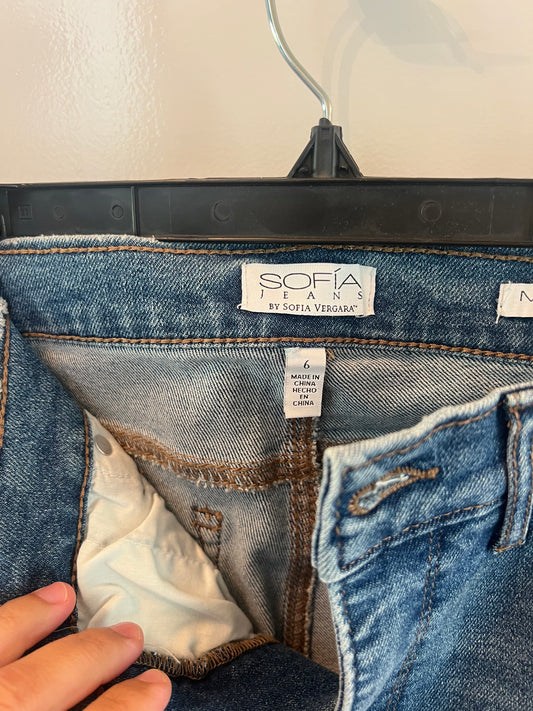 SOFÍA
JEANS
BY SOFIA VERGARA™
6
MADE IN
CHINA
HECHO
EN
CHINA